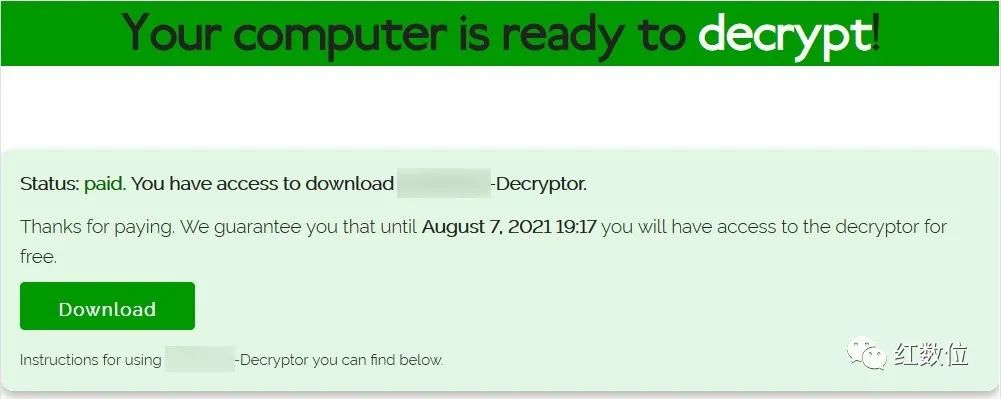 Your computer is ready to decrypt!
Status: paid. You have access to download -Decryptor.
Thanks for paying. We guarantee you that until August 7, 2021 19:17 you will have access to the decryptor for
free.
Download
Instructions for using -Decryptor you can find below.
红数位